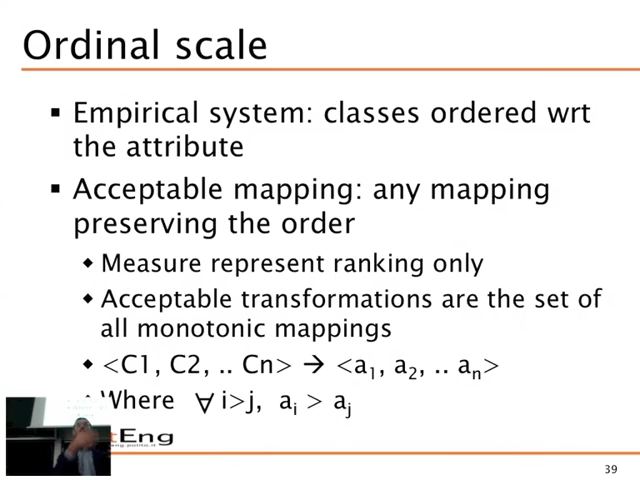 Ordinal scale
Empirical system: classes ordered wrt
the attribute
Acceptable mapping: any mapping
preserving the order
Measure represent ranking only
Acceptable transformations are the set of
all monotonic mappings
<C1, C2, .. Cn> → <a₁, a₂, .. aₙ>
Where ∀ i>j, aᵢ > aⱼ
tEng
39